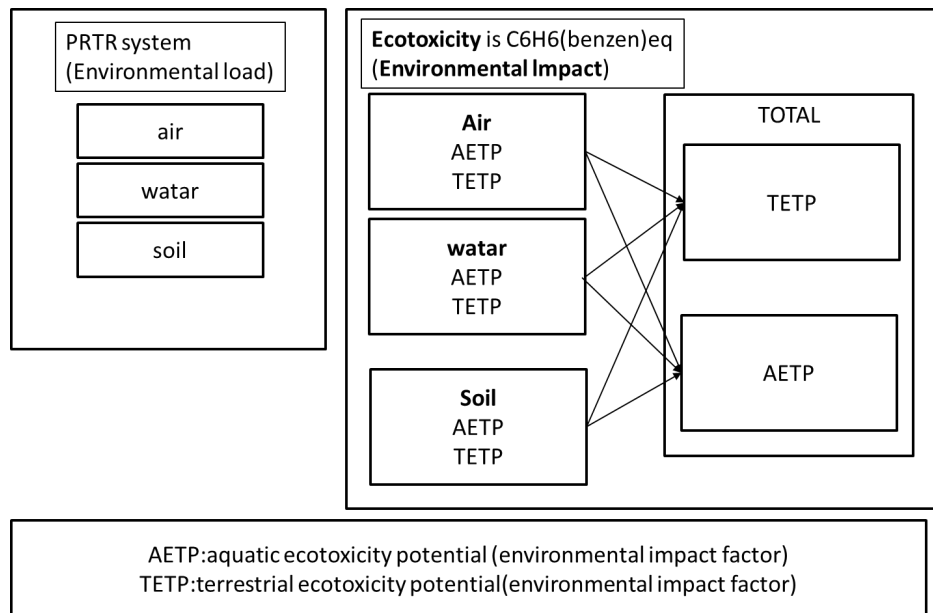 PRTR system
(Environmental load)
air
watar
soil
Ecotoxicity is C6H6(benzen)eq
(Environmental Impact)
Air
AETP
TETP
watar
AETP
TETP
Soil
AETP
TETP
TOTAL
TETP
AETP
AETP:aquatic ecotoxicity potential (environmental impact factor)
TETP:terrestrial ecotoxicity potential(environmental impact factor)